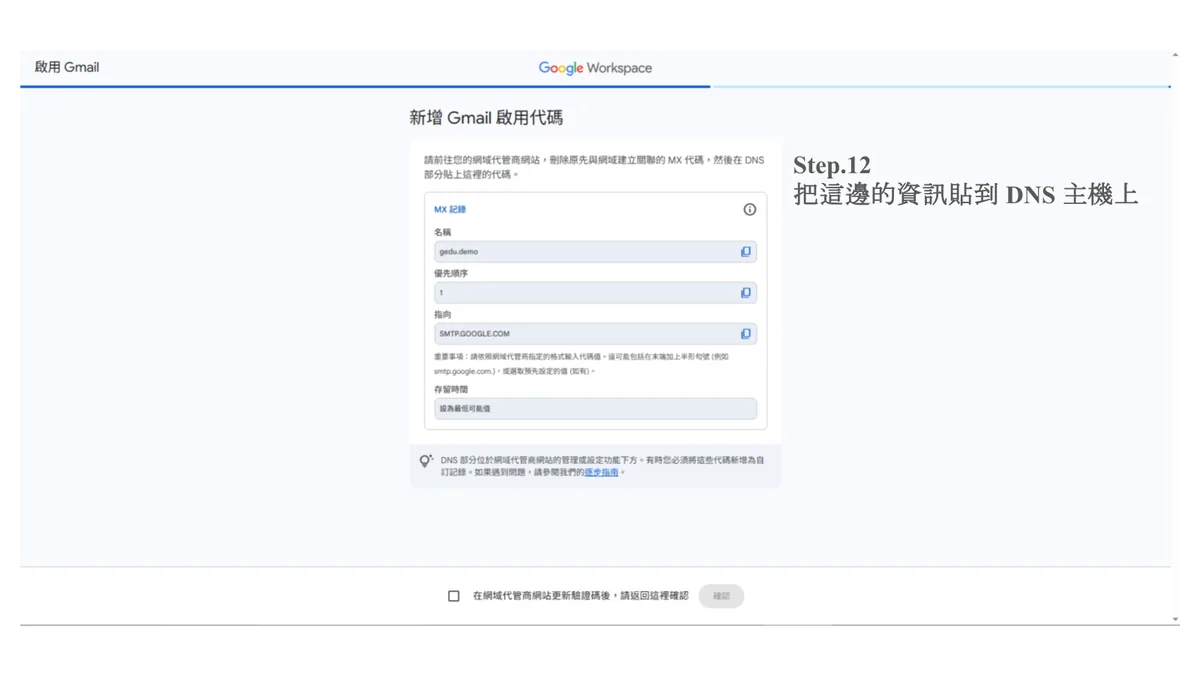 啟用 Gmail
Google Workspace
新增 Gmail 啟用代碼
請前往您的網域代管商網站，刪除原先與網域建立關聯的 MX 代碼，然後在 DNS
部分貼上這裡的代碼。
MX 記錄
名稱
gedu.demo
優先順序
1
指向
SMTP.GOOGLE.COM
重要事項：請依照網域代管商指定的格式輸入代碼值。這可能包括在末端加上半形句號 (例如
smtp.google.com.)，或選取預先設定的值 (如有)。
存留時間
設為最低可能值
DNS 部分位於網域代管商網站的管理或設定功能下方。有時您必須將這些代碼新增為自
訂記錄。如果遇到問題，請參閱我們的逐步指南。
在網域代管商網站更新驗證碼後，請返回這裡確認
確認
Step.12
把這邊的資訊貼到 DNS 主機上